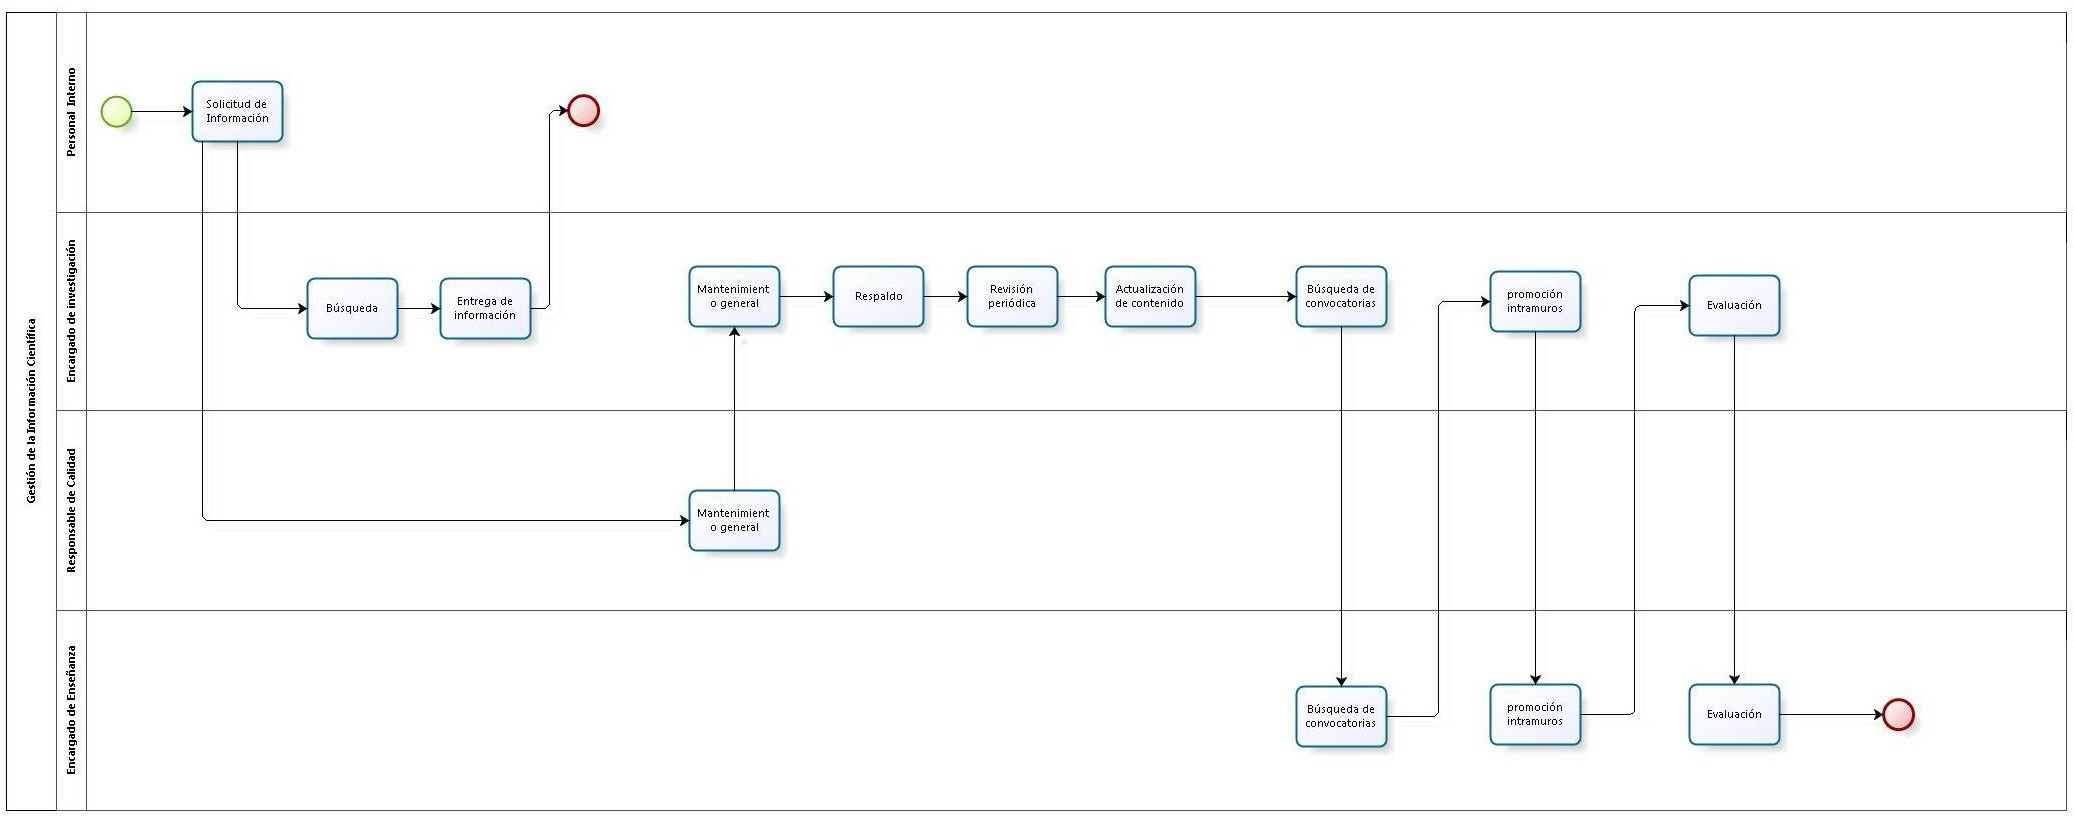 Gestión de la Información Científica
Personal Interno
Solicitud de
Información
Encargado de investigación
Búsqueda
Entrega de
información
Mantenimient
o general
Respaldo
Revisión
periódica
Actualización
de contenido
Búsqueda de
convocatorias
promoción
intramuros
Evaluación
Responsable de Calidad
Mantenimient
o general
Encargado de Enseñanza
Búsqueda de
convocatorias
promoción
intramuros
Evaluación